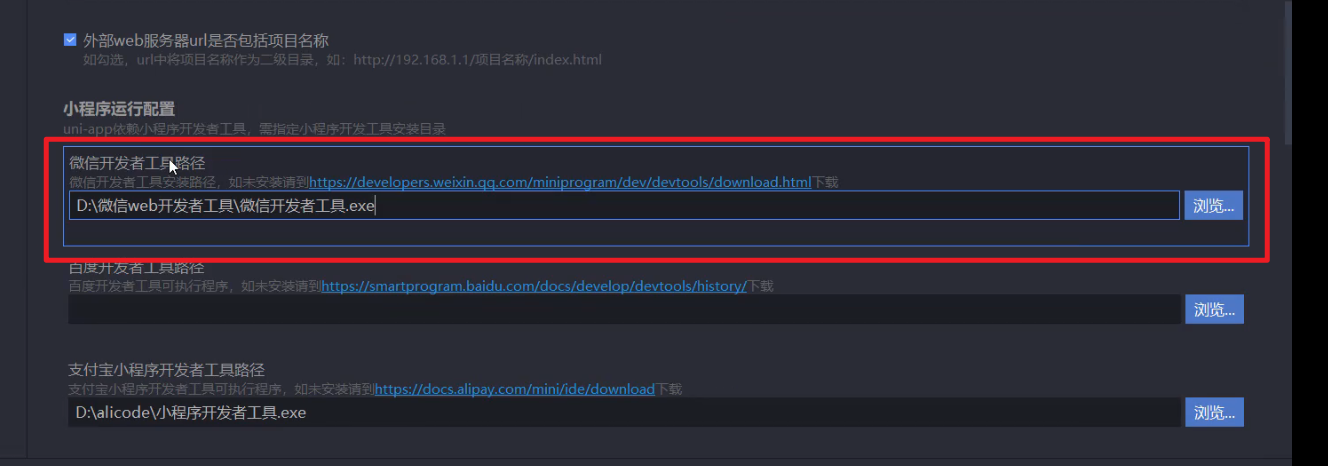 外部web服务器url是否包括项目名称
如勾选，url中将项目名称作为二级目录，如：http://192.168.1.1/项目名称/index.html
小程序运行配置
uni-app依赖小程序开发者工具，需指定小程序开发工具安装目录
微信开发者工具路径
微信开发者工具安装路径，如未安装请到https://developers.weixin.qq.com/miniprogram/dev/devtools/download.html下载
D:\微信web开发者工具\微信开发者工具.exe 浏览...
百度开发者工具路径
百度开发者工具可执行程序，如未安装请到https://smartprogram.baidu.com/docs/develop/devtools/history/下载
浏览...
支付宝小程序开发者工具路径
支付宝小程序开发者工具可执行程序，如未安装请到https://docs.alipay.com/mini/ide/download下载
D:\alicode\小程序开发者工具.exe 浏览...